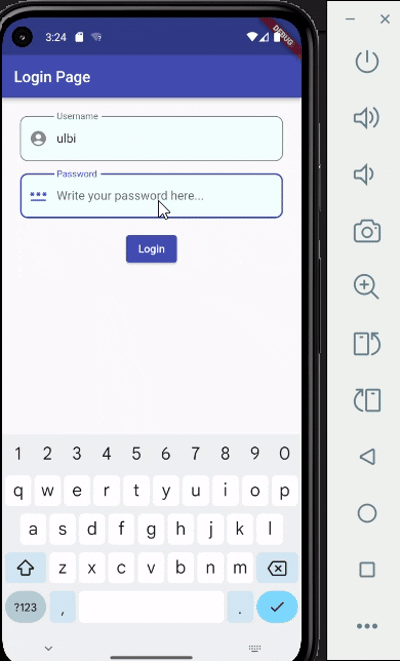 3:24
DEBUG
Login Page
Username
ulbi
Password
***
Write your password here...
Login
1 2 3 4 5 6 7 8 9 0
q w e r t y u i o p
a s d f g h j k l
z x c v b n m
?123 , .